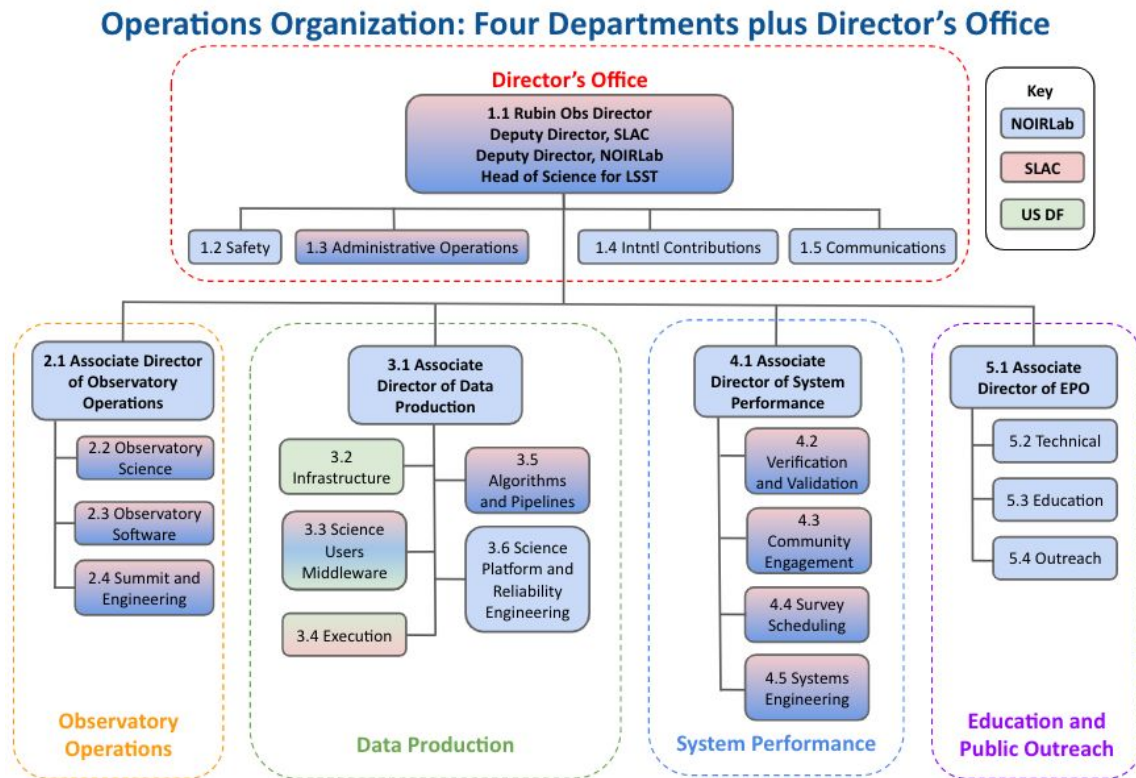 Operations Organization: Four Departments plus Director's Office
Director's Office
1.1 Rubin Obs Director
Deputy Director, SLAC
Deputy Director, NOIRLab
Head of Science for LSST
Key
NOIRLab
SLAC
US DF
1.2 Safety
1.3 Administrative Operations
1.4 Intntl Contributions
1.5 Communications
2.1 Associate Director
of Observatory
Operations
2.2 Observatory
Science
2.3 Observatory
Software
2.4 Summit and
Engineering
Observatory
Operations
3.1 Associate
Director of Data
Production
3.2
Infrastructure
3.3 Science
Users
Middleware
3.4 Execution
3.5
Algorithms
and Pipelines
3.6 Science
Platform and
Reliability
Engineering
Data Production
4.1 Associate
Director of System
Performance
4.2
Verification
and Validation
4.3
Community
Engagement
4.4 Survey
Scheduling
4.5 Systems
Engineering
System Performance
5.1 Associate
Director of EPO
5.2 Technical
5.3 Education
5.4 Outreach
Education and
Public Outreach